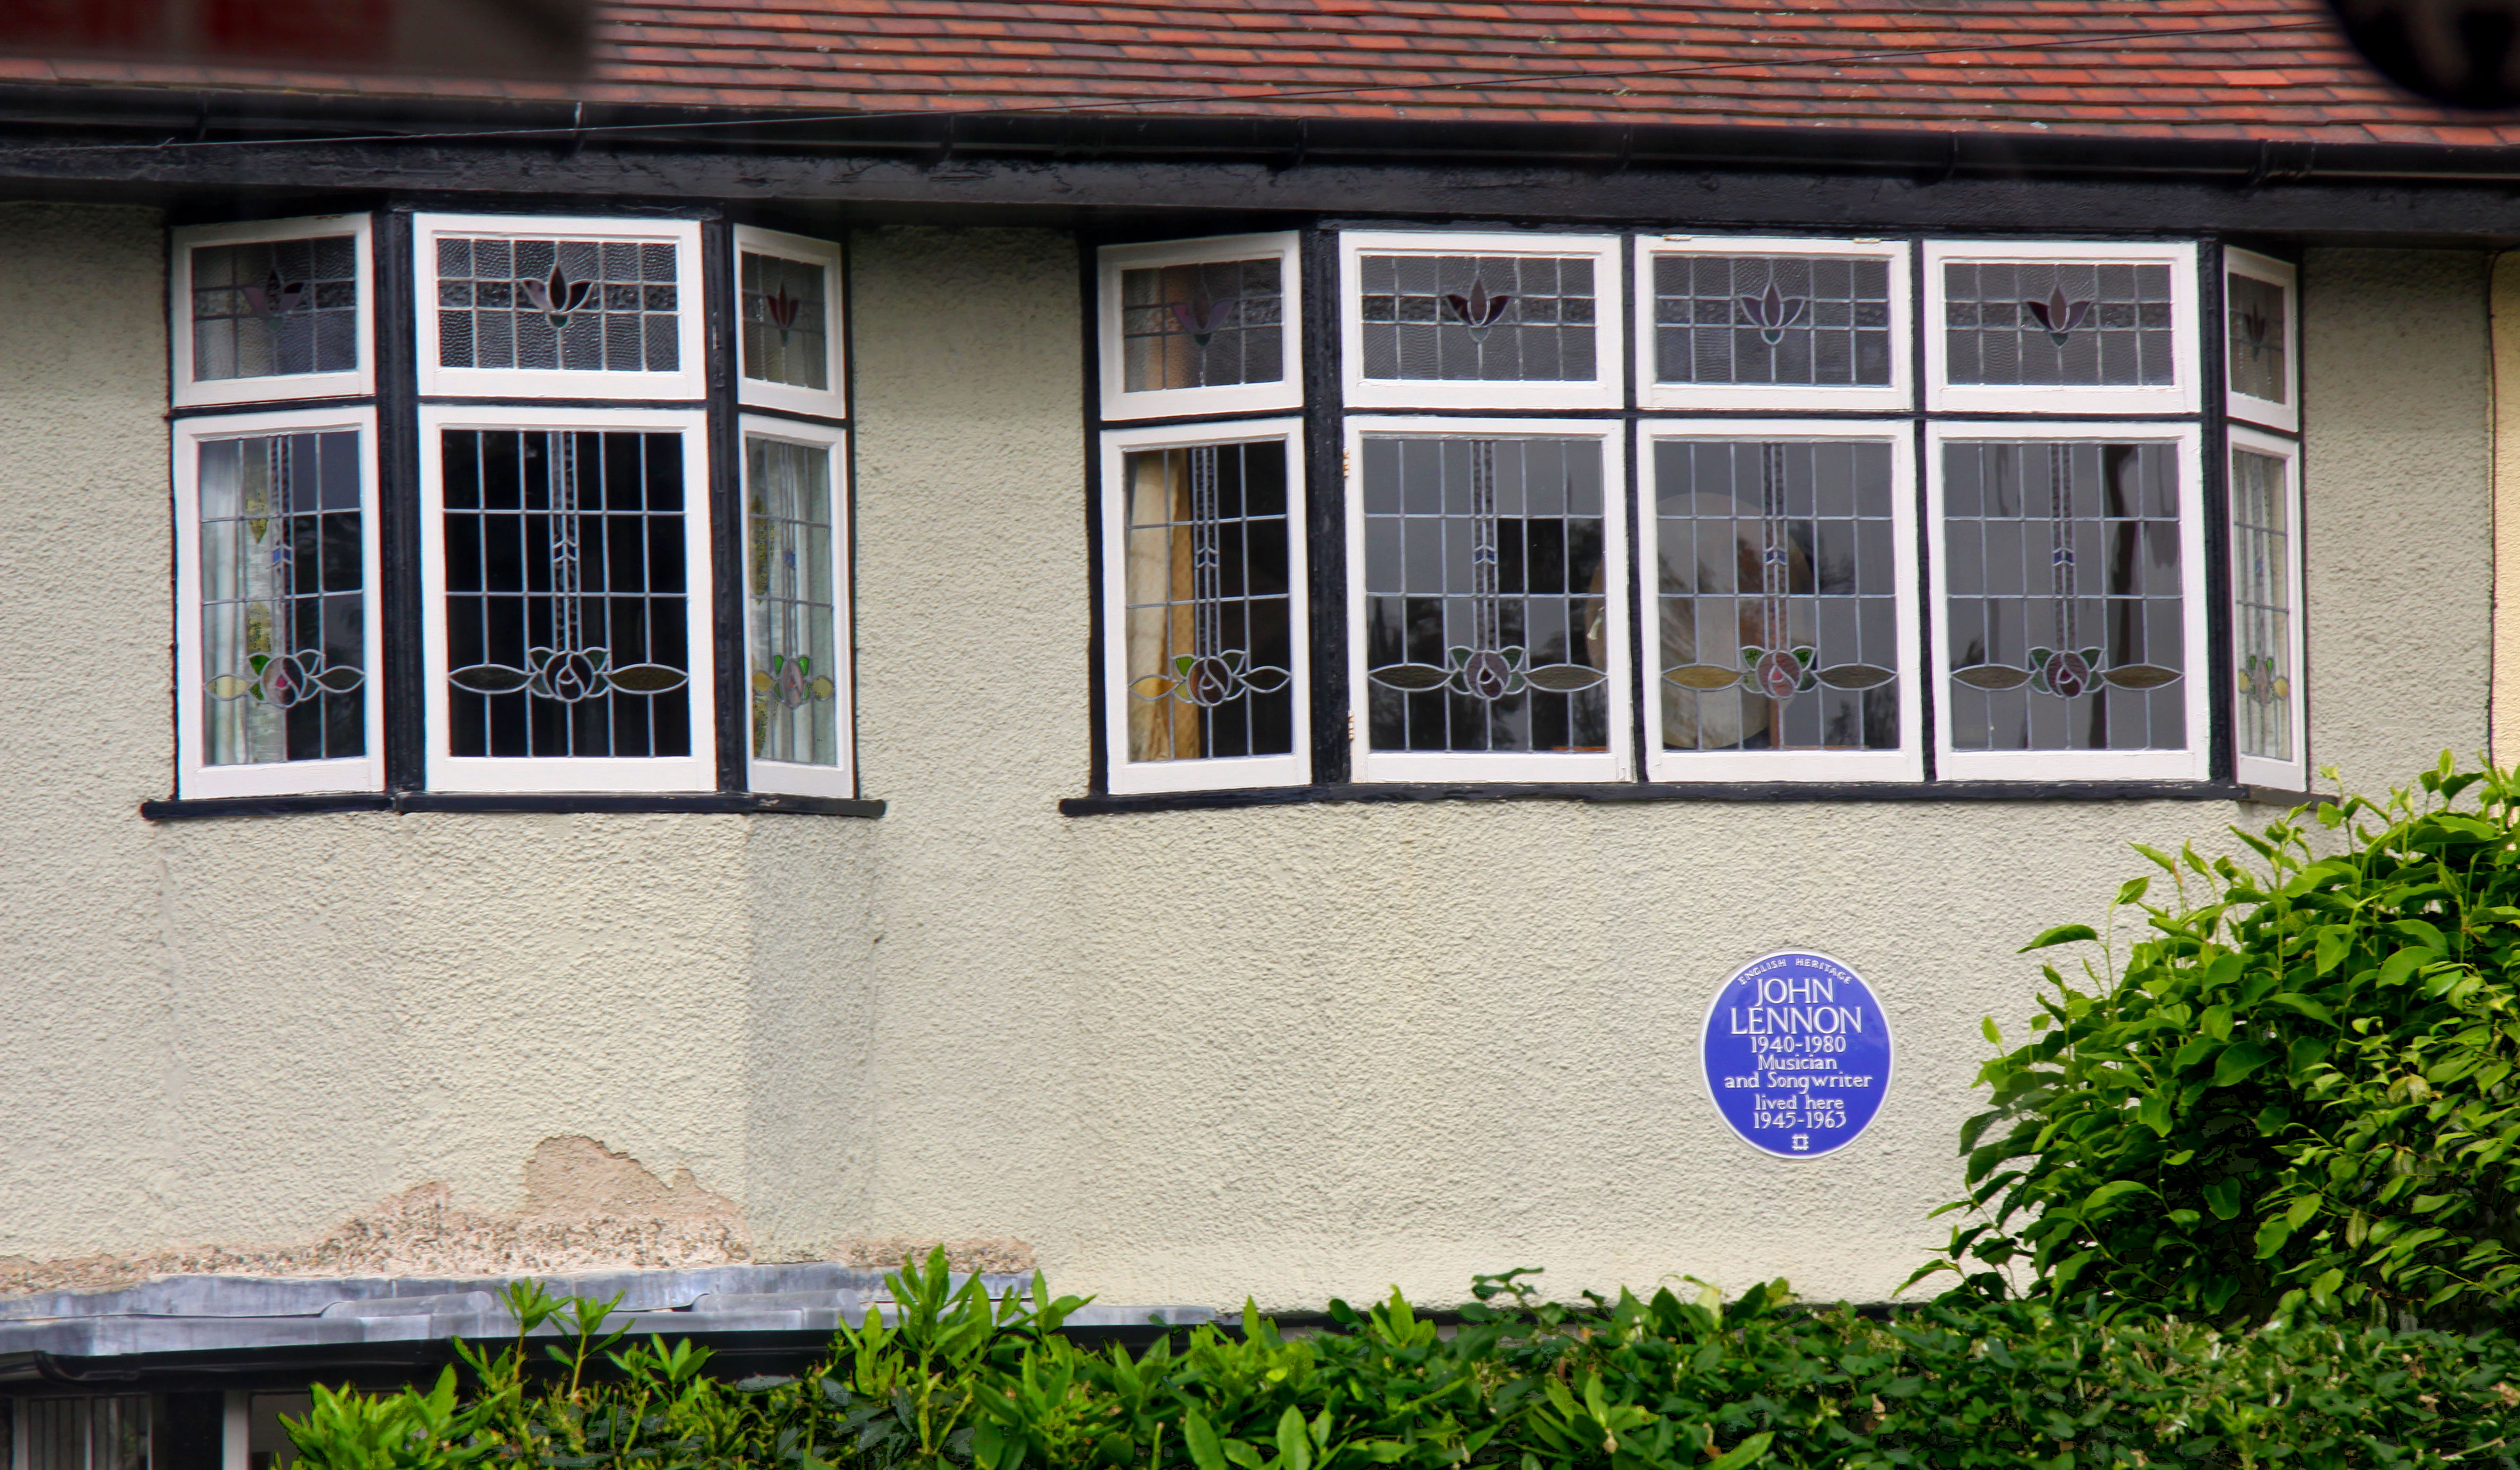 ENGLISH HERITAGE
JOHN
LENNON
1940-1980
Musician
and Songwriter
lived here
1945-1963